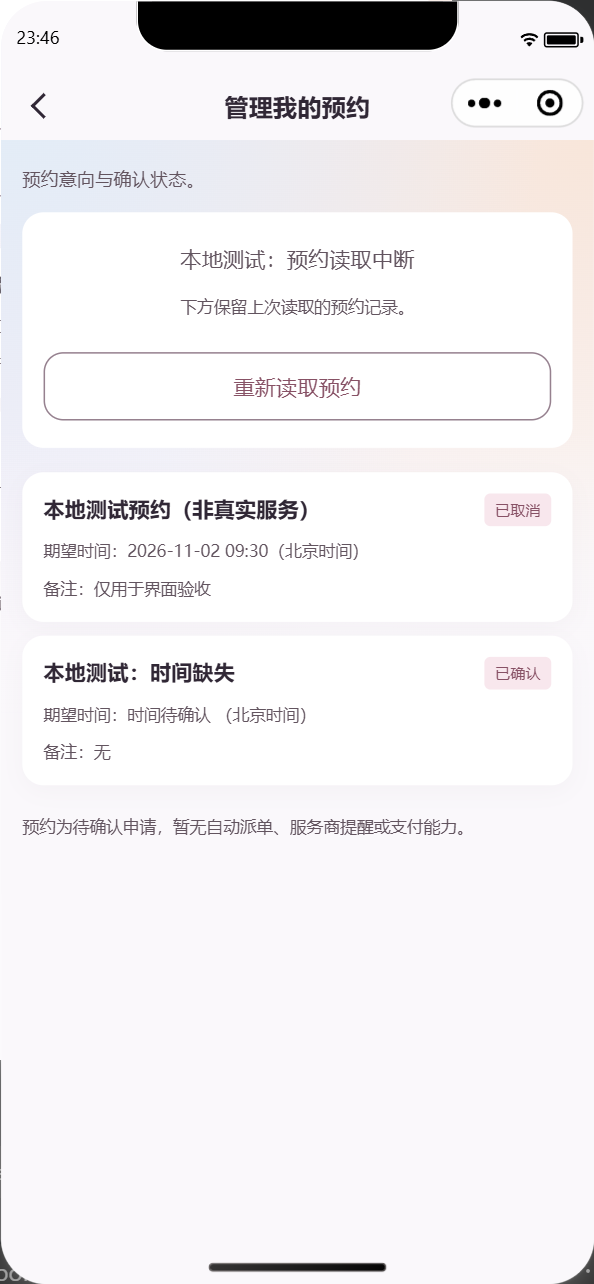 23:46
管理我的预约
预约意向与确认状态。
本地测试：预约读取中断
下方保留上次读取的预约记录。
重新读取预约
本地测试预约（非真实服务）
已取消
期望时间：2026-11-02 09:30（北京时间）
备注：仅用于界面验收
本地测试：时间缺失
已确认
期望时间：时间待确认 （北京时间）
备注：无
预约为待确认申请，暂无自动派单、服务商提醒或支付能力。